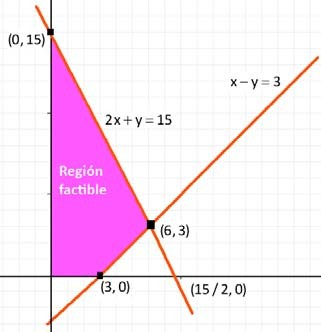 (0, 15)
x – y = 3
2x + y = 15
Región
factible
(6, 3)
(3, 0)
(15 / 2, 0)